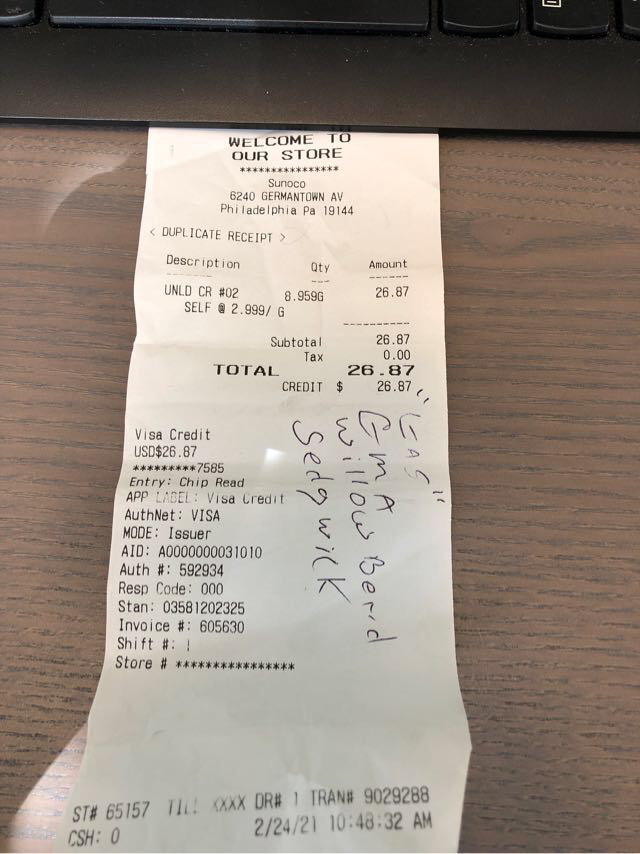 WELCOME TO
OUR STORE
*****************
Sunoco
6240 GERMANTOWN AV
Philadelphia Pa 19144
< DUPLICATE RECEIPT >
Description Qty Amount
UNLD CR #02 8.959G 26.87
SELF @ 2.999/ G
Subtotal 26.87
Tax 0.00
TOTAL 26.87
CREDIT $ 26.87
Visa Credit
USD$26.87
*********7585
Entry: Chip Read
APP LABEL: Visa Credit
AuthNet: VISA
MODE: Issuer
AID: A0000000031010
Auth #: 592934
Resp Code: 000
Stan: 03581202325
Invoice #: 605630
Shift #: 1
Store # ****************
ST# 65157 TILL XXXX DR# 1 TRAN# 9029288
CSH: 0 2/24/21 10:48:32 AM
"GAS"
GMA
Willow Bend
Sedgwick